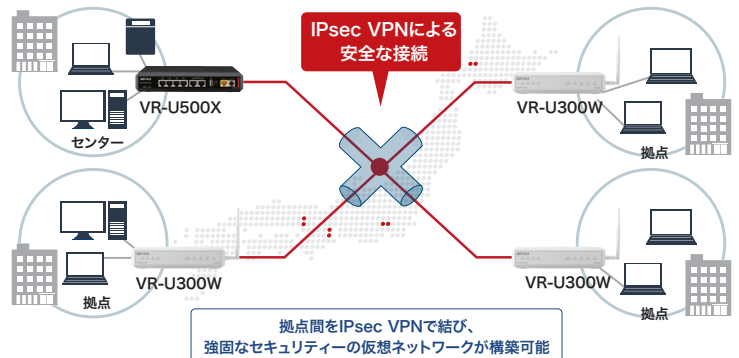 IPsec VPNによる
安全な接続
VR-U500X
センター
VR-U300W
拠点
VR-U300W
拠点
VR-U300W
拠点
拠点間をIPsec VPNで結び、
強固なセキュリティーの仮想ネットワークが構築可能